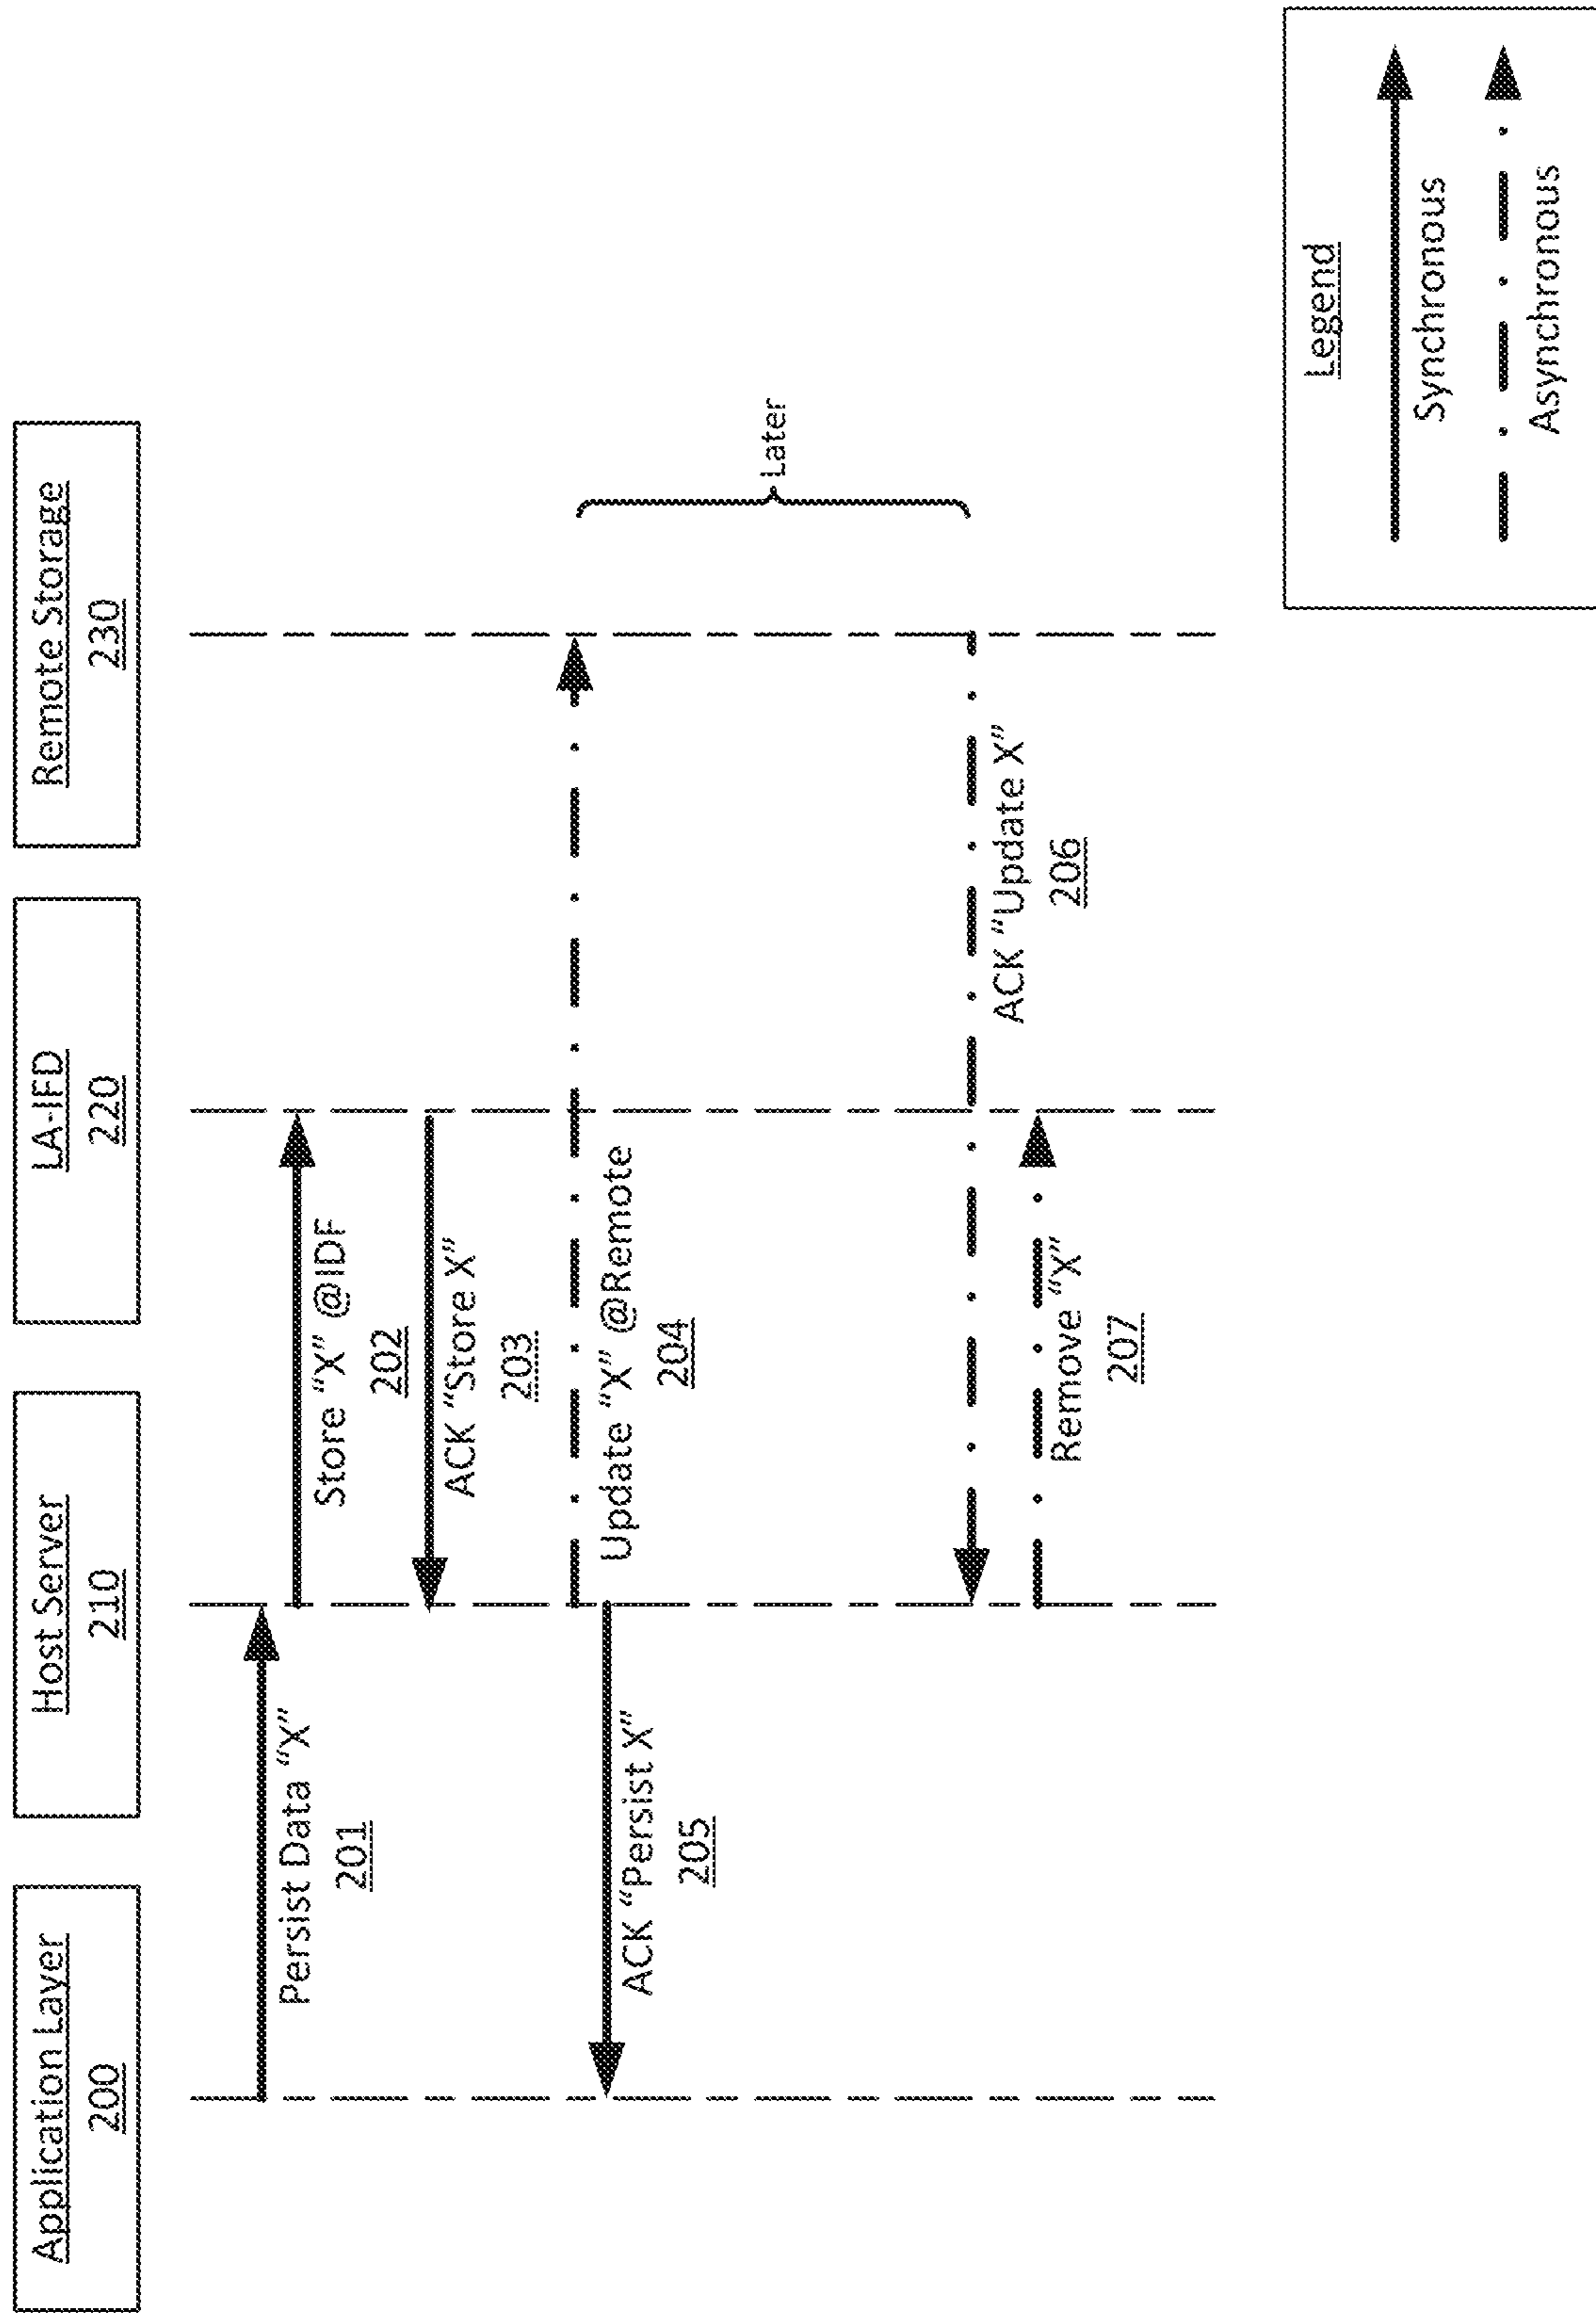 Application Layer
200
Host Server
210
LA-IFD
220
Remote Storage
230
Persist Data “X”
201
Store “X” @IDF
202
ACK “Store X”
203
Update “X” @Remote
204
ACK “Persist X”
205
Later
ACK “Update X”
206
Remove “X”
207
Legend
Synchronous
Asynchronous